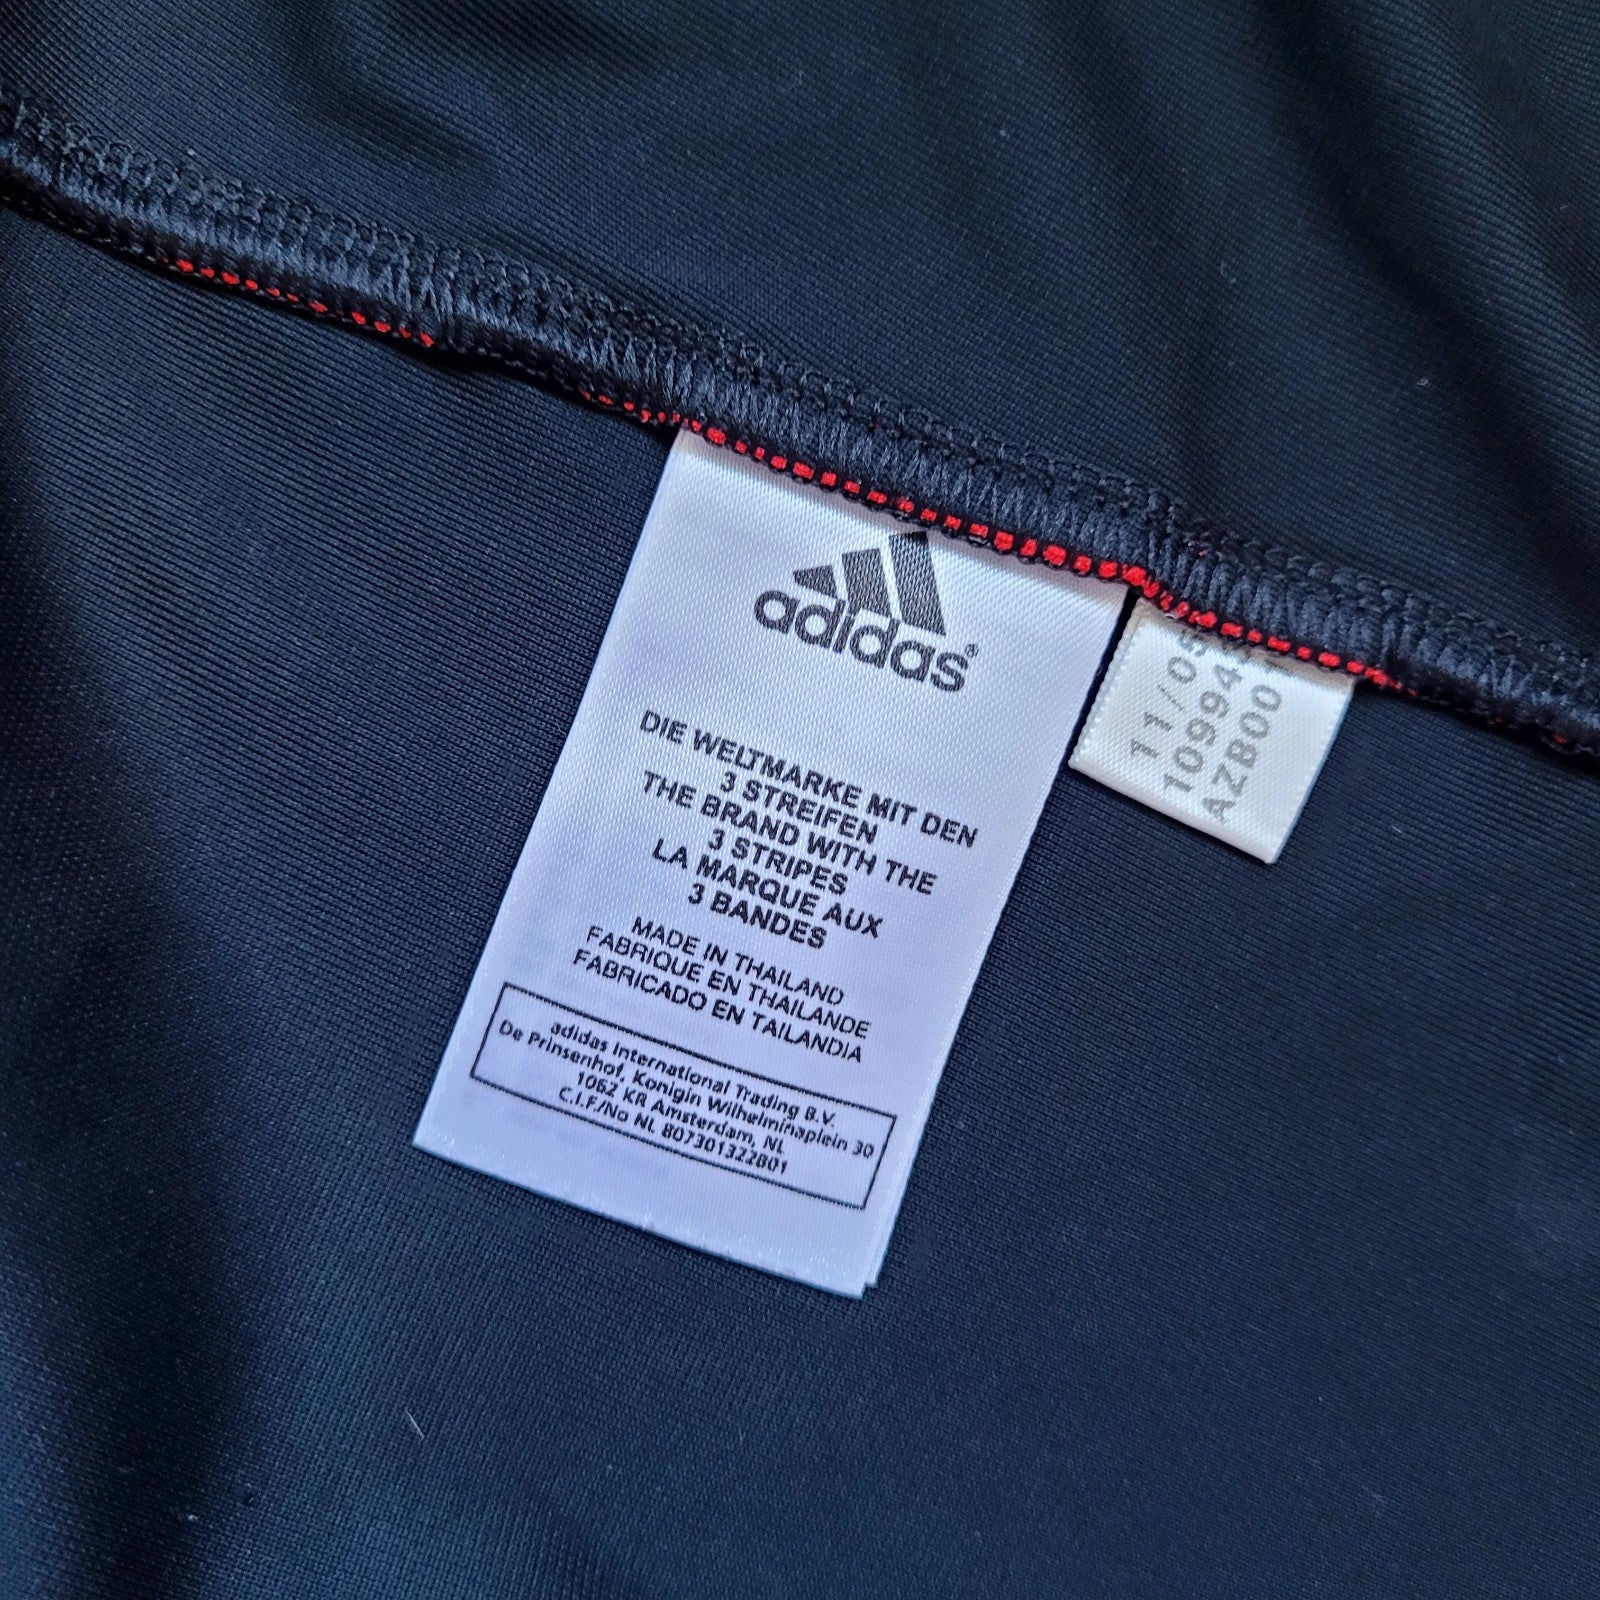 adidas®
DIE WELTMARKE MIT DEN
3 STREIFEN
THE BRAND WITH THE
3 STRIPES
LA MARQUE AUX
3 BANDES
MADE IN THAILAND
FABRIQUE EN THAILANDE
FABRICADO EN TAILANDIA
adidas International Trading B.V.
De Prinsenhof, Konigin Wilhelminaplein 30
1062 KR Amsterdam, NL
C.I.F./No NL 807301322B01